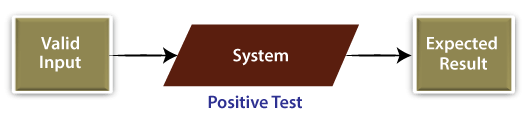 Valid
Input
System
Expected
Result
Positive Test